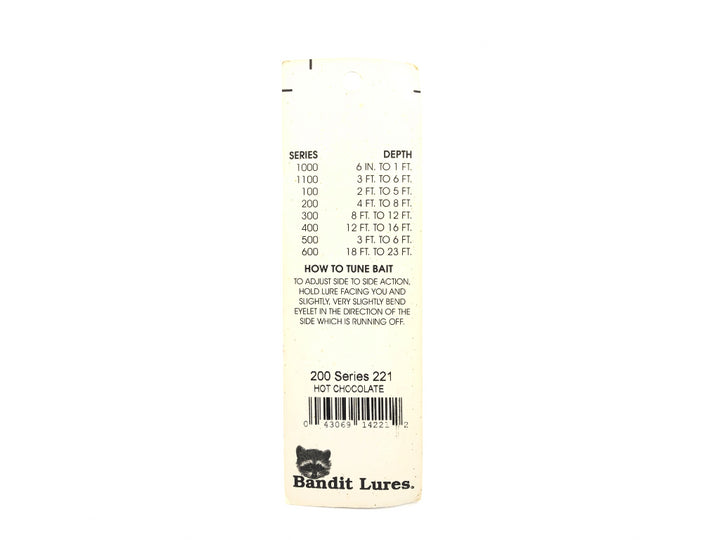 SERIES DEPTH
1000 6 IN. TO 1 FT.
1100 3 FT. TO 6 FT.
100 2 FT. TO 5 FT.
200 4 FT. TO 8 FT.
300 8 FT. TO 12 FT.
400 12 FT. TO 16 FT.
500 3 FT. TO 6 FT.
600 18 FT. TO 23 FT.
HOW TO TUNE BAIT
TO ADJUST SIDE TO SIDE ACTION,
HOLD LURE FACING YOU AND
SLIGHTLY, VERY SLIGHTLY BEND
EYELET IN THE DIRECTION OF THE
SIDE WHICH IS RUNNING OFF.
200 Series 221
HOT CHOCOLATE
0 43069 14221 2
Bandit Lures